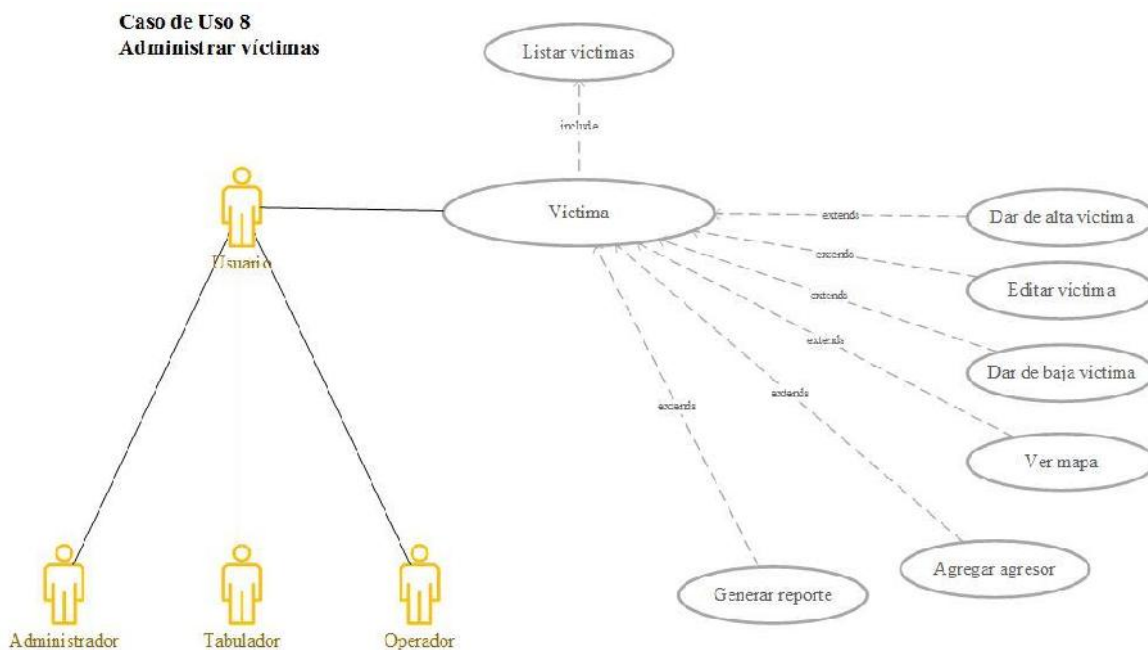 Caso de Uso 8
Administrar víctimas
Listar víctimas
include
Víctima
extends
Dar de alta víctima
extends
Editar víctima
extends
Dar de baja víctima
extends
Ver mapa
extends
Agregar agresor
extends
Generar reporte
Usuario
Administrador
Tabulador
Operador